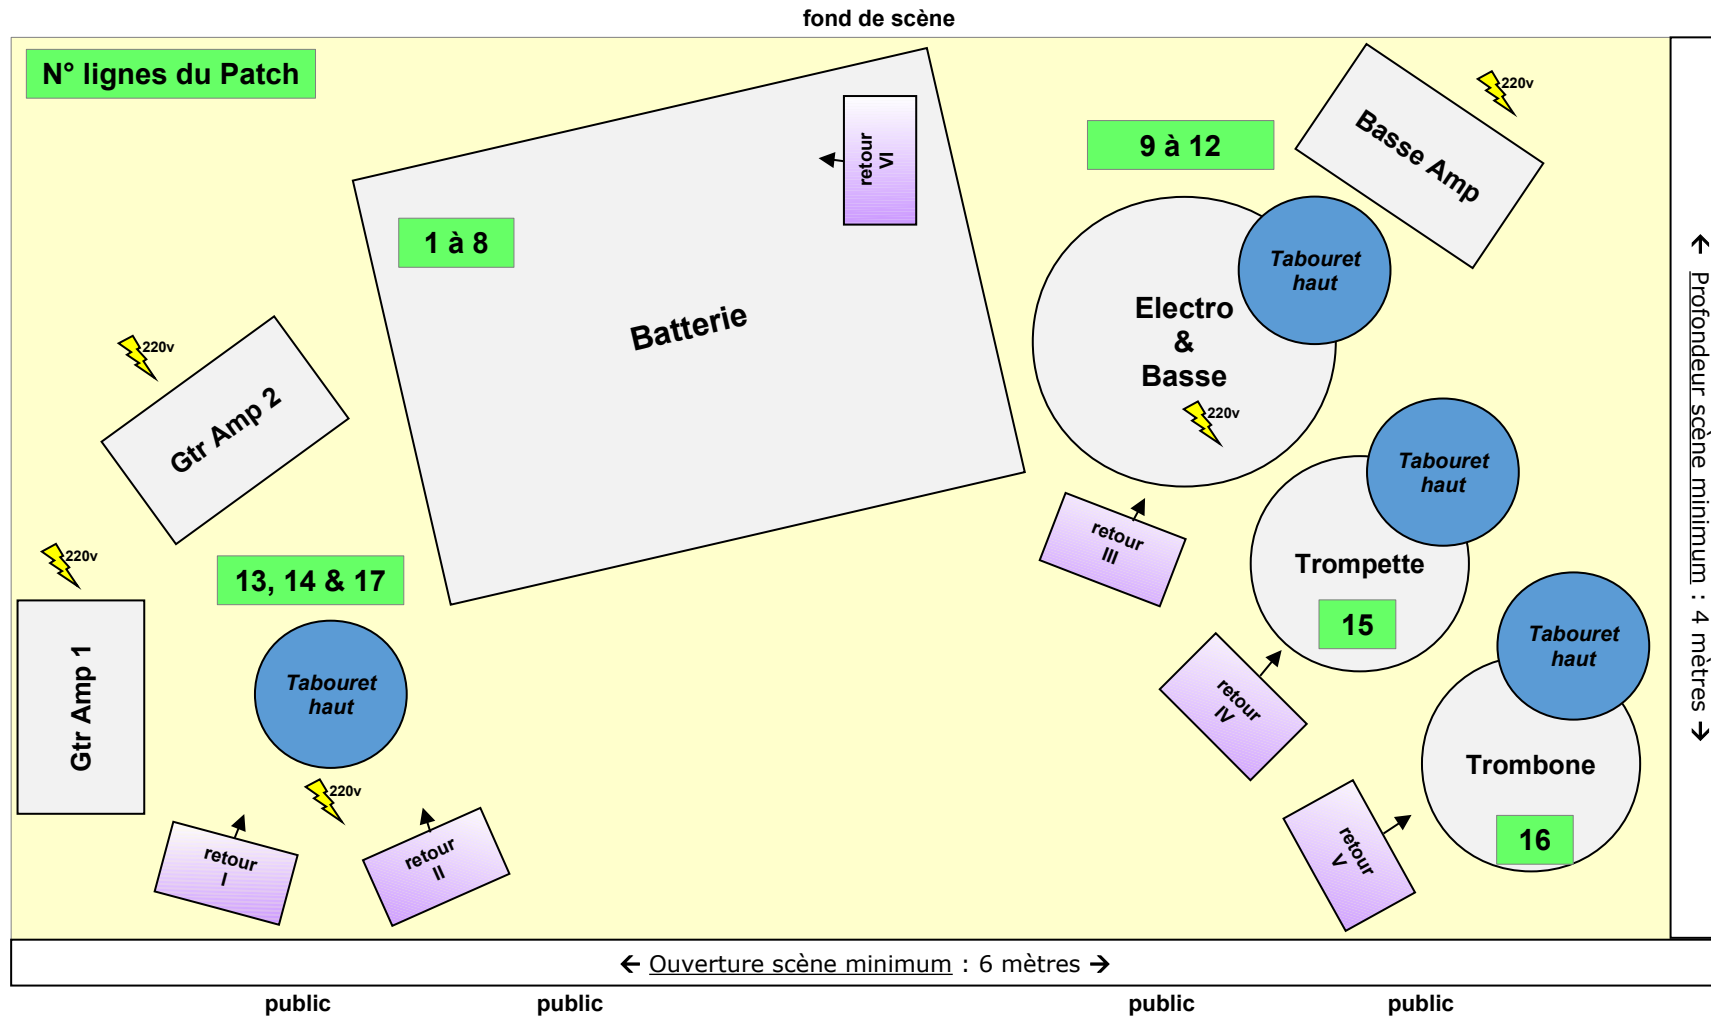 fond de scène
N° lignes du Patch
220v
Basse Amp
retour
VI
9 à 12
1 à 8
Tabouret
haut
Electro
&
Basse
220v
Batterie
220v
Gtr Amp 2
Tabouret
haut
retour
III
Trompette
15
220v
13, 14 & 17
Gtr Amp 1
Tabouret
haut
220v
retour
I
retour
II
retour
IV
Tabouret
haut
Trombone
16
retour
V
← Profondeur scène minimum : 4 mètres →
← Ouverture scène minimum : 6 mètres →
public public public public